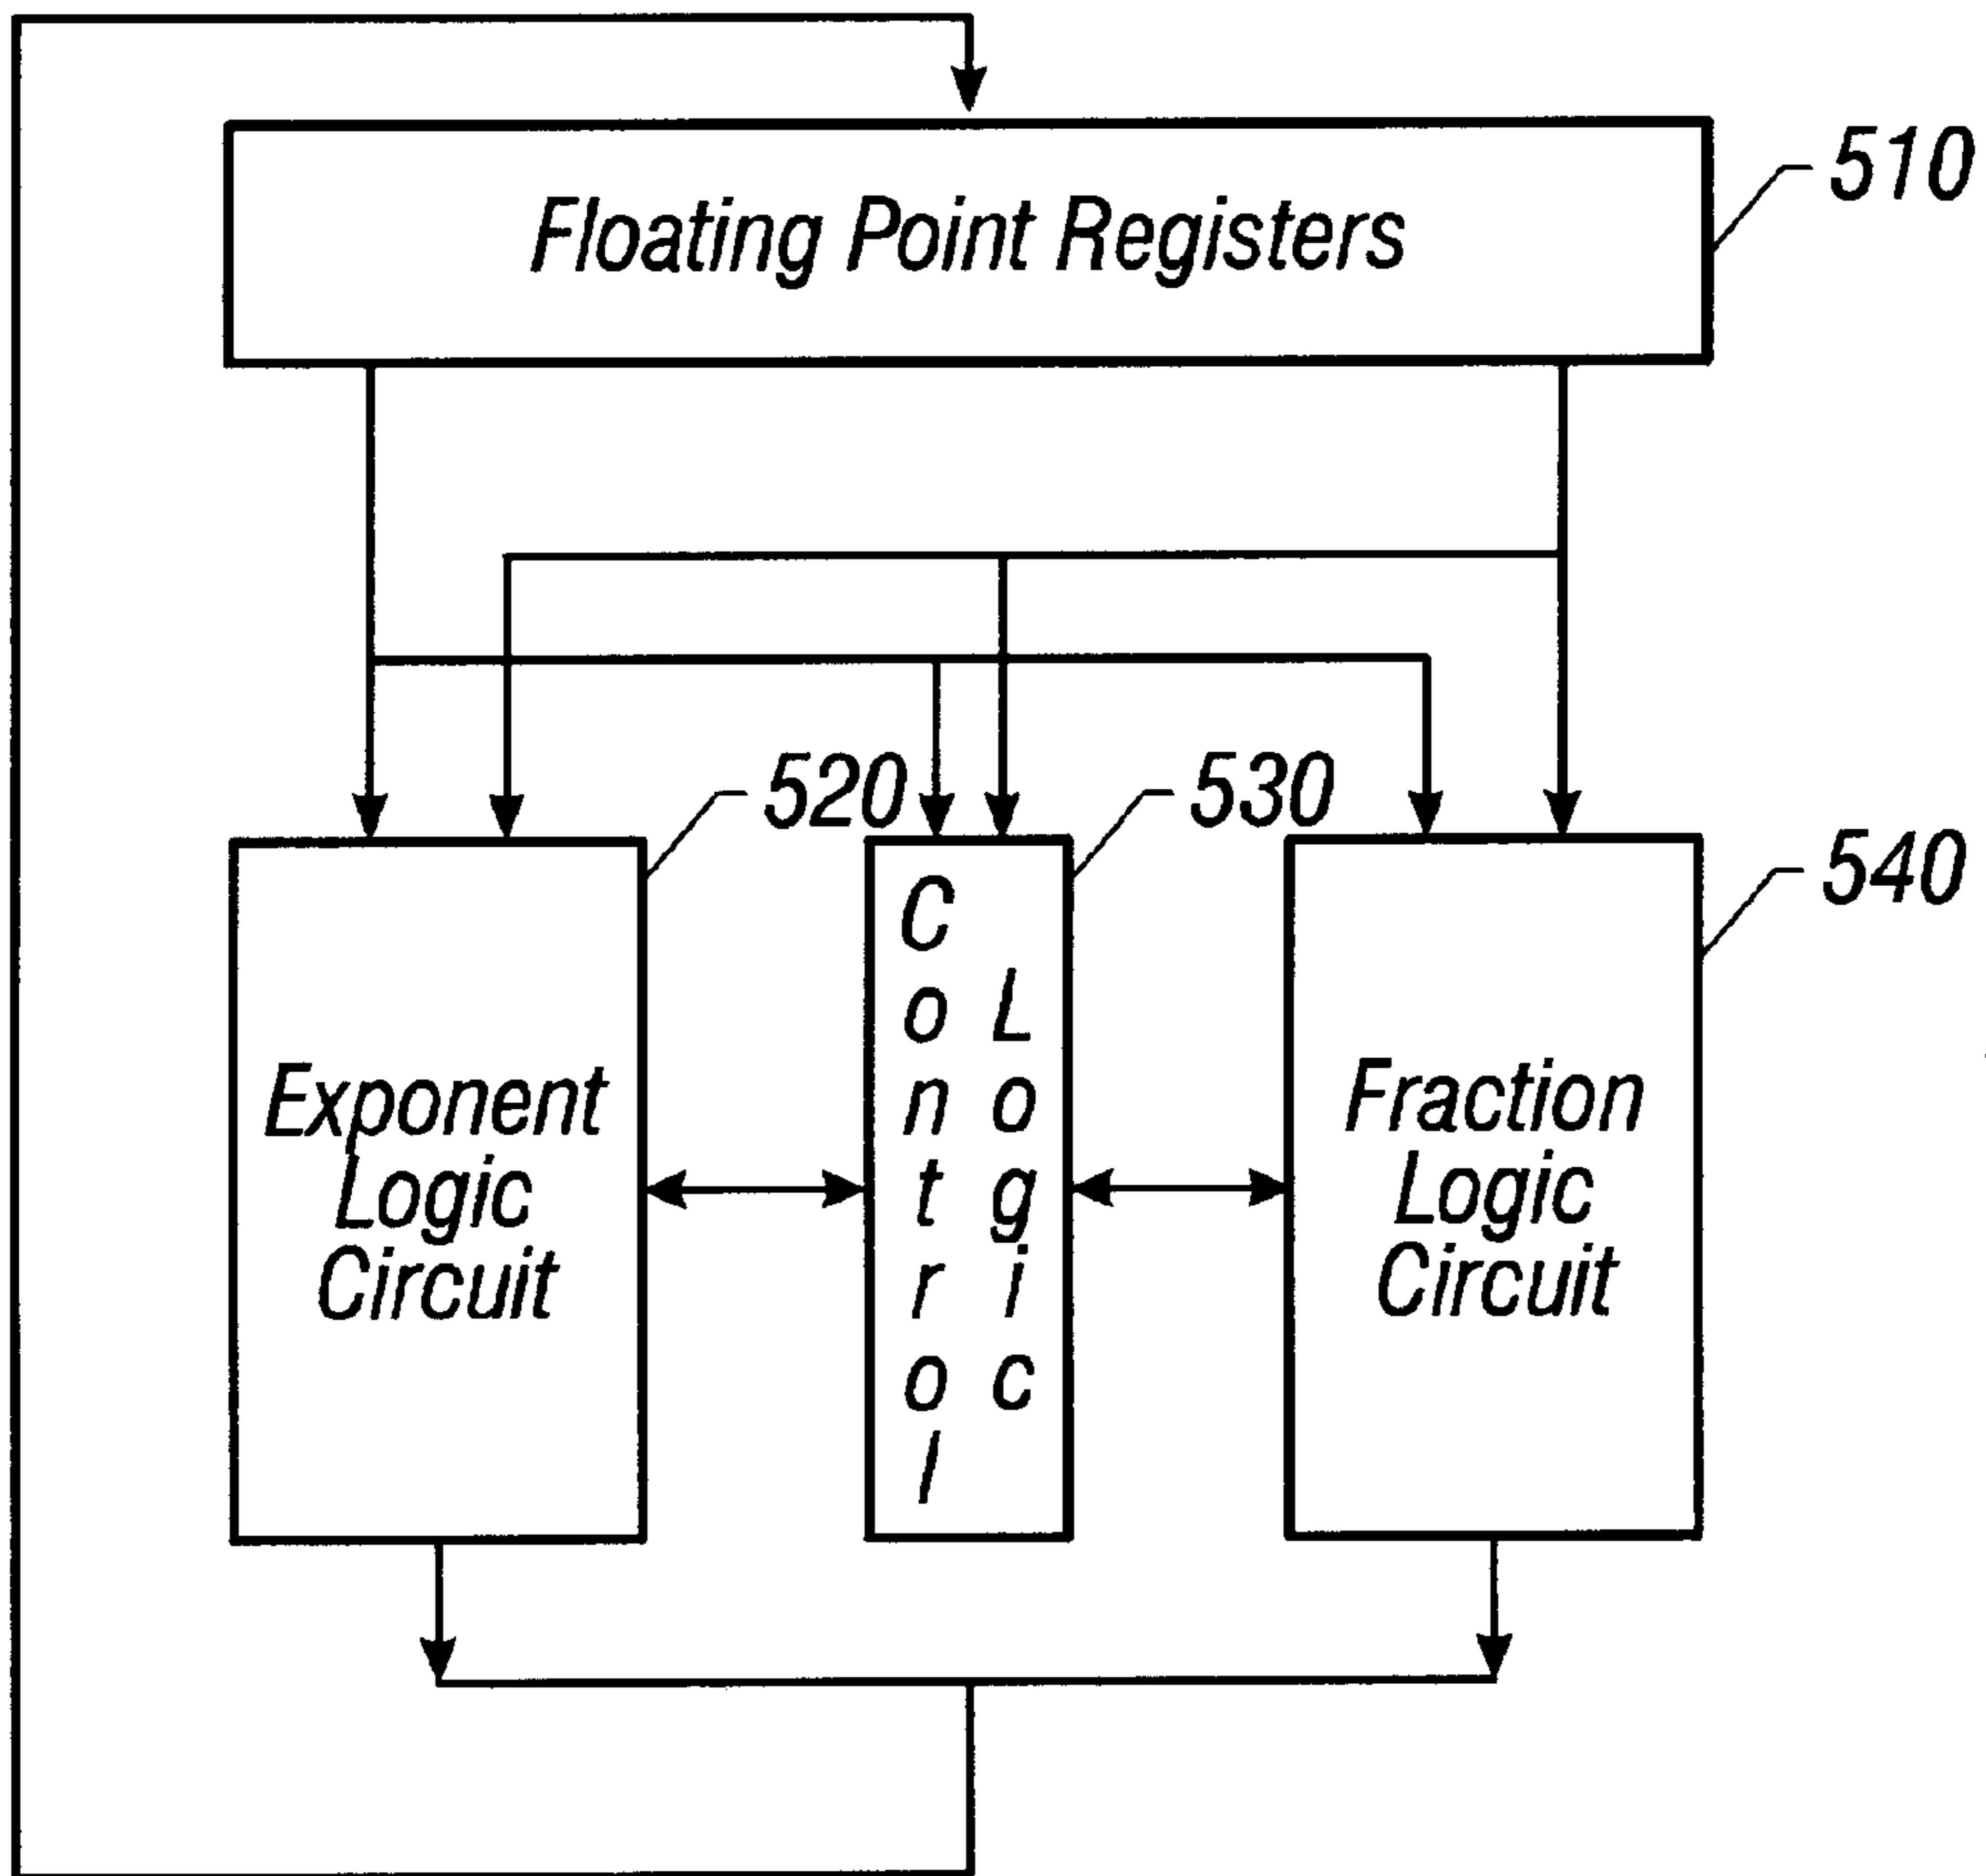 Floating Point Registers
510
520
530
540
Exponent
Logic
Circuit
Control
Logic
Fraction
Logic
Circuit